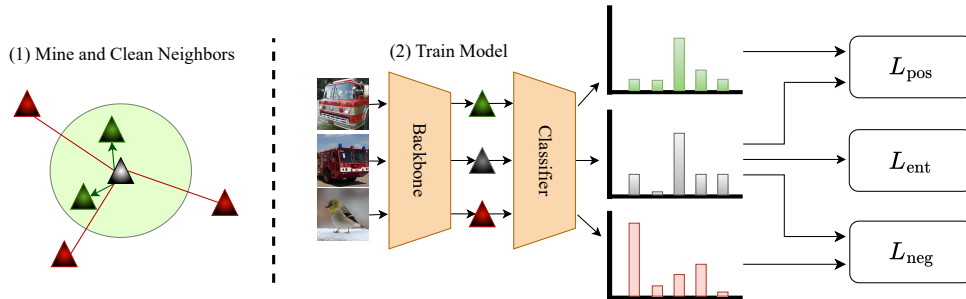 (1) Mine and Clean Neighbors
(2) Train Model
Backbone
Classifier
L_pos
L_ent
L_neg